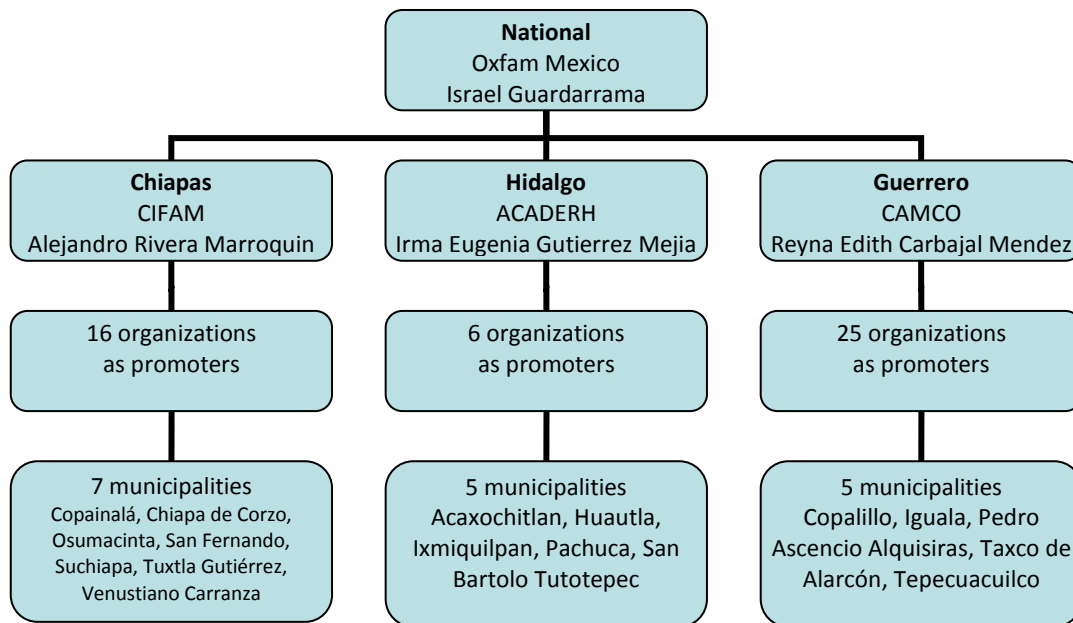 National
Oxfam Mexico
Israel Guardarrama
Chiapas
CIFAM
Alejandro Rivera Marroquin
Hidalgo
ACADERH
Irma Eugenia Gutierrez Mejia
Guerrero
CAMCO
Reyna Edith Carbajal Mendez
16 organizations
as promoters
6 organizations
as promoters
25 organizations
as promoters
7 municipalities
Copainalá, Chiapa de Corzo,
Osumacinta, San Fernando,
Suchiapa, Tuxtla Gutiérrez,
Venustiano Carranza
5 municipalities
Acaxochitlan, Huautla,
Ixmiquilpan, Pachuca, San
Bartolo Tutotepec
5 municipalities
Copalillo, Iguala, Pedro
Ascencio Alquisiras, Taxco de
Alarcón, Tepecuacuilco